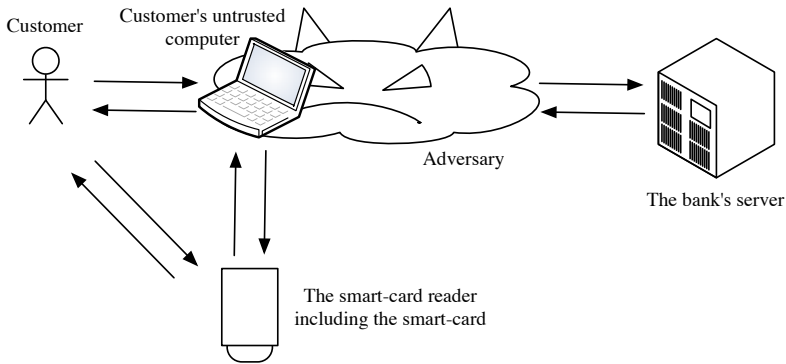 Customer
Customer's untrusted
computer
Adversary
The bank's server
The smart-card reader
including the smart-card